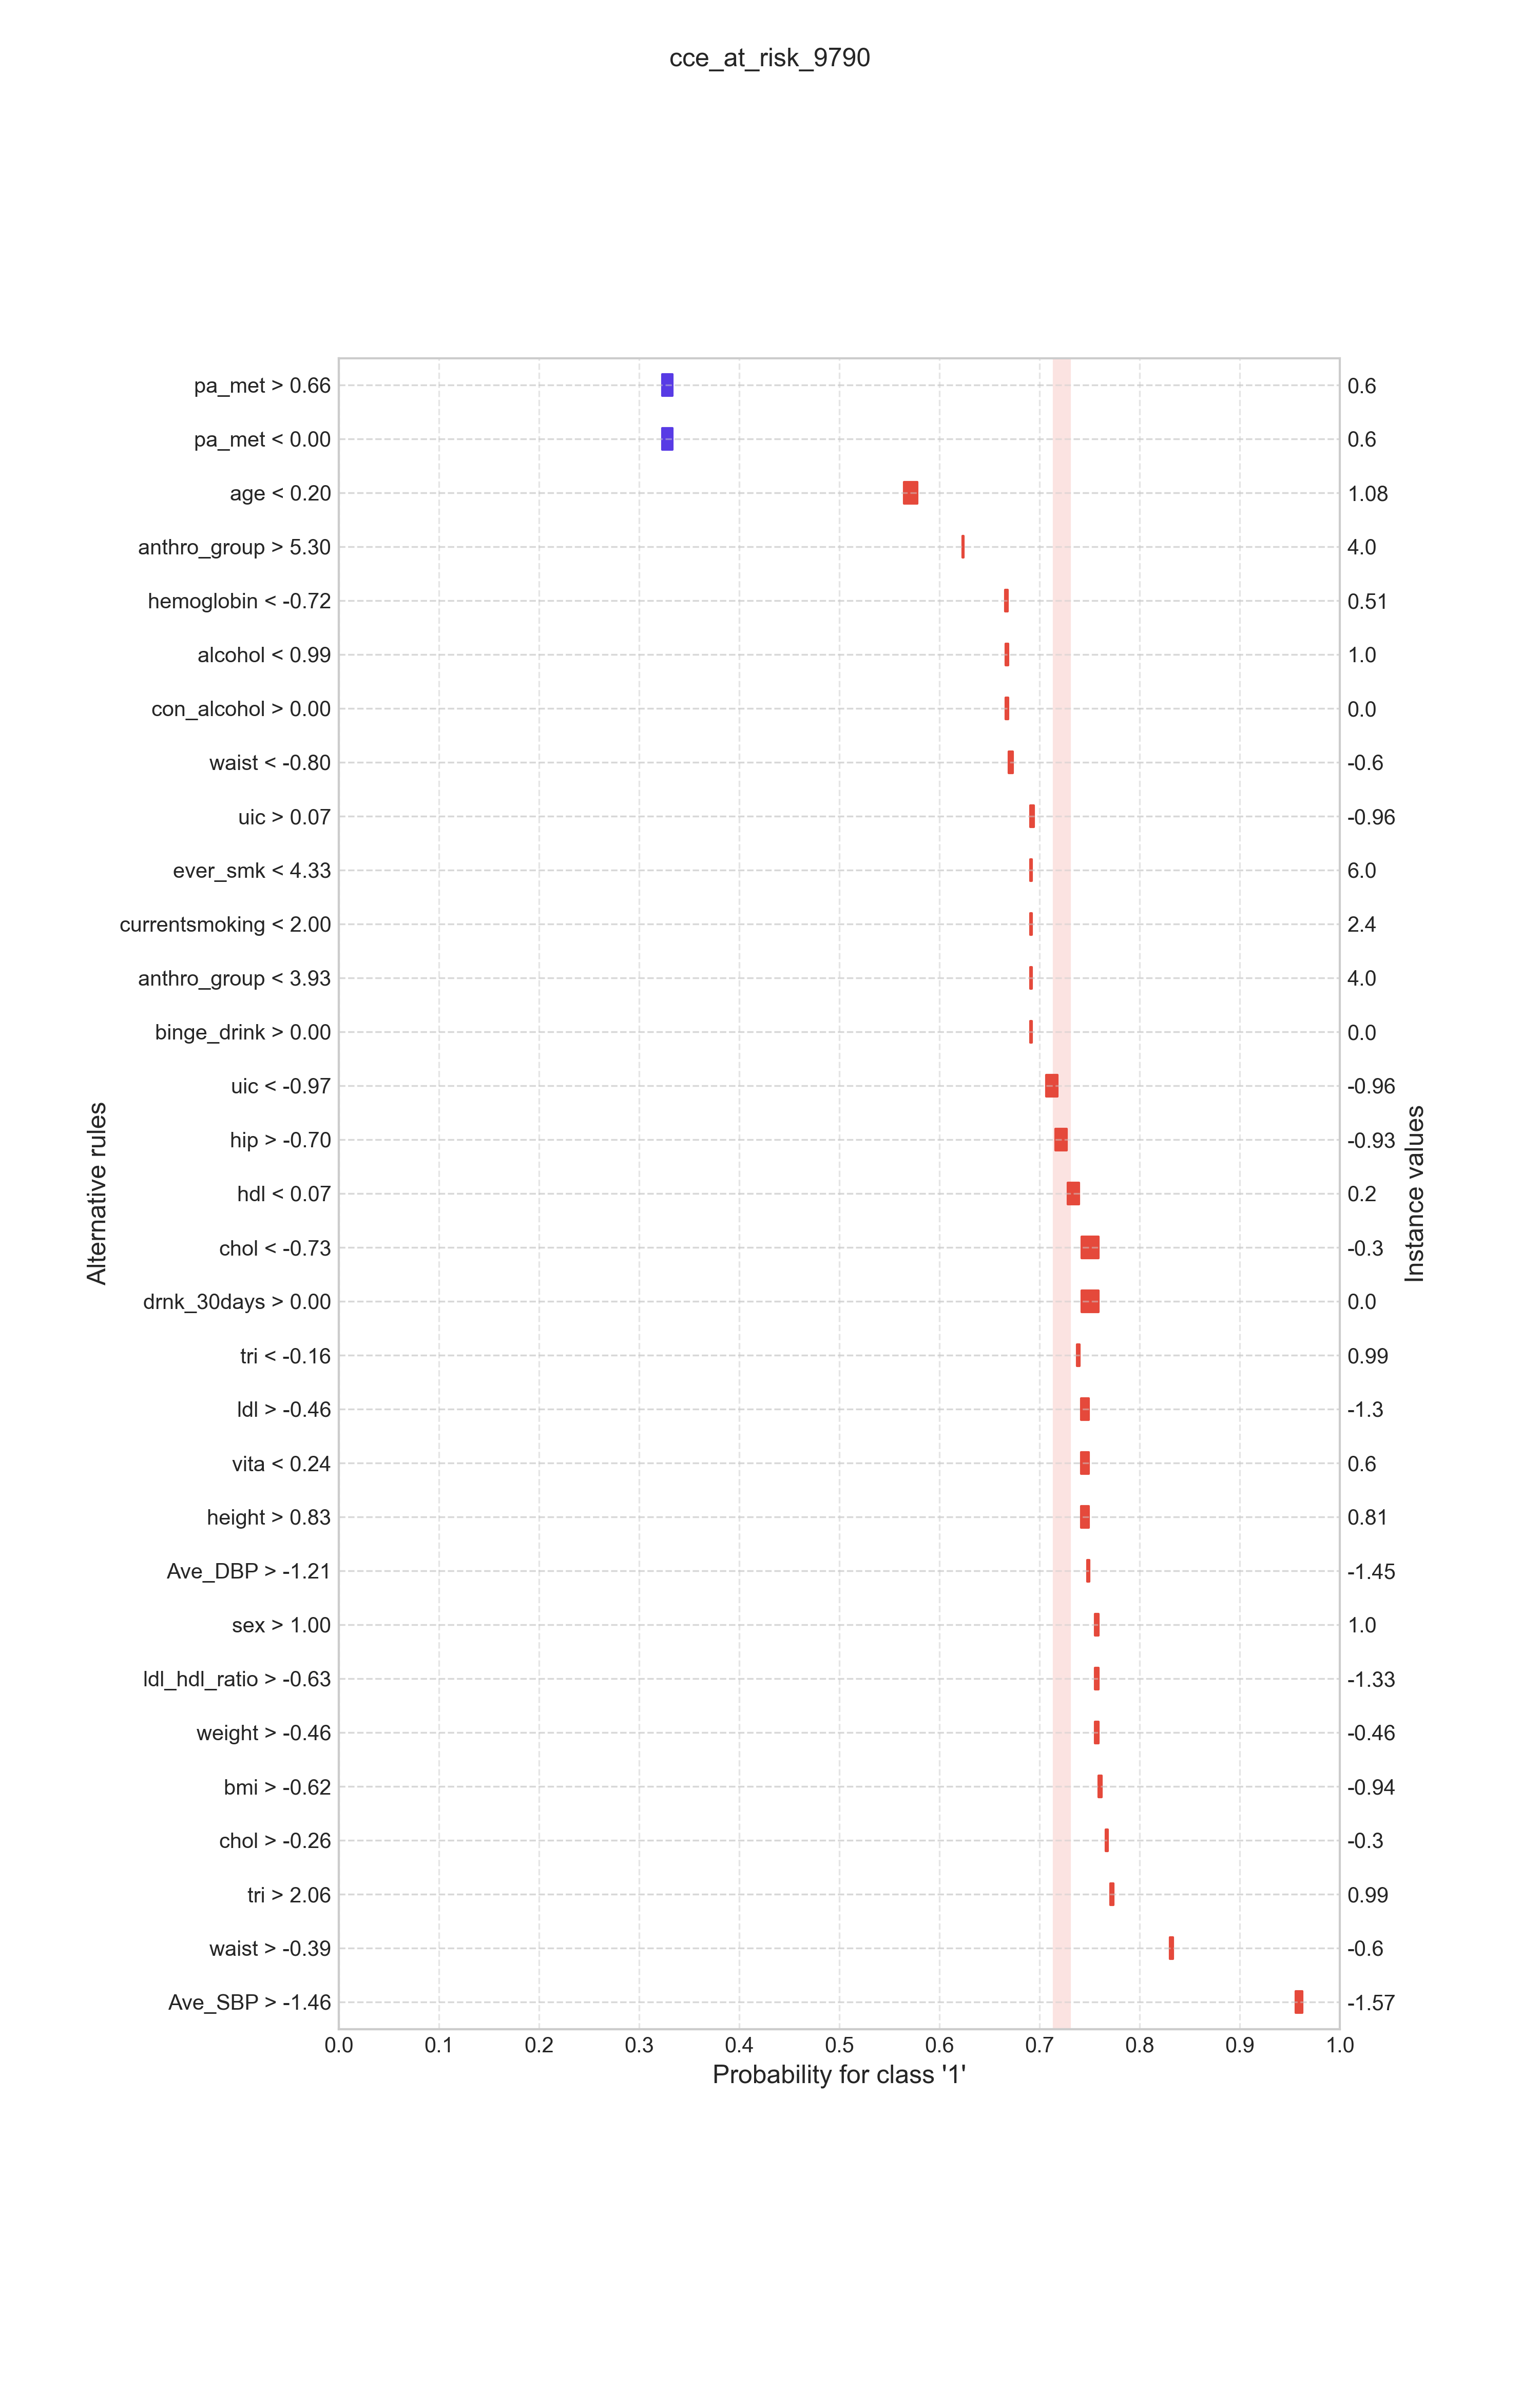 cce_at_risk_9790
pa_met > 0.66 0.6
pa_met < 0.00 0.6
age < 0.20 1.08
anthro_group > 5.30 4.0
hemoglobin < -0.72 0.51
alcohol < 0.99 1.0
con_alcohol > 0.00 0.0
waist < -0.80 -0.6
uic > 0.07 -0.96
ever_smk < 4.33 6.0
currentsmoking < 2.00 2.4
anthro_group < 3.93 4.0
binge_drink > 0.00 0.0
uic < -0.97 -0.96
hip > -0.70 -0.93
hdl < 0.07 0.2
chol < -0.73 -0.3
drnk_30days > 0.00 0.0
tri < -0.16 0.99
ldl > -0.46 -1.3
vita < 0.24 0.6
height > 0.83 0.81
Ave_DBP > -1.21 -1.45
sex > 1.00 1.0
ldl_hdl_ratio > -0.63 -1.33
weight > -0.46 -0.46
bmi > -0.62 -0.94
chol > -0.26 -0.3
tri > 2.06 0.99
waist > -0.39 -0.6
Ave_SBP > -1.46 -1.57
Alternative rules
Instance values
0.0 0.1 0.2 0.3 0.4 0.5 0.6 0.7 0.8 0.9 1.0
Probability for class '1'